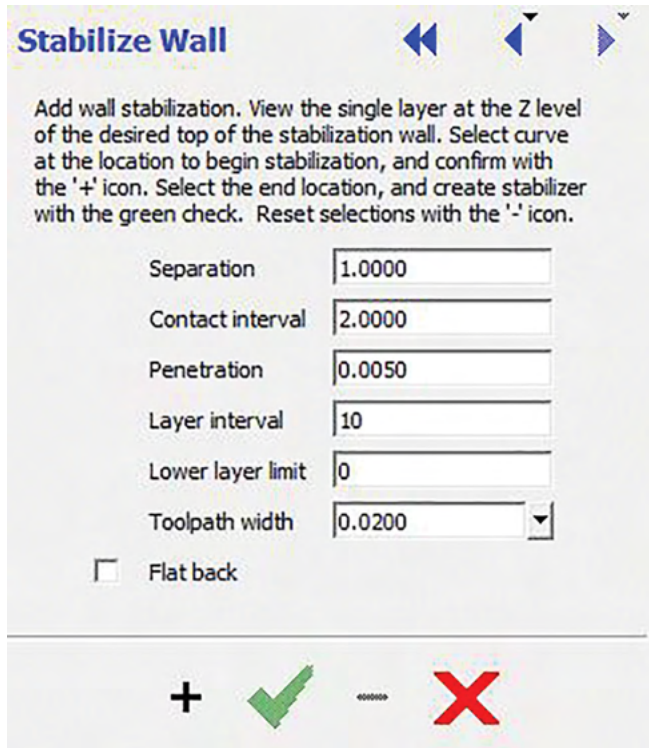 Stabilize Wall
Add wall stabilization. View the single layer at the Z level
of the desired top of the stabilization wall. Select curve
at the location to begin stabilization, and confirm with
the '+' icon. Select the end location, and create stabilizer
with the green check. Reset selections with the '-' icon.
Separation 1.0000
Contact interval 2.0000
Penetration 0.0050
Layer interval 10
Lower layer limit 0
Toolpath width 0.0200
Flat back